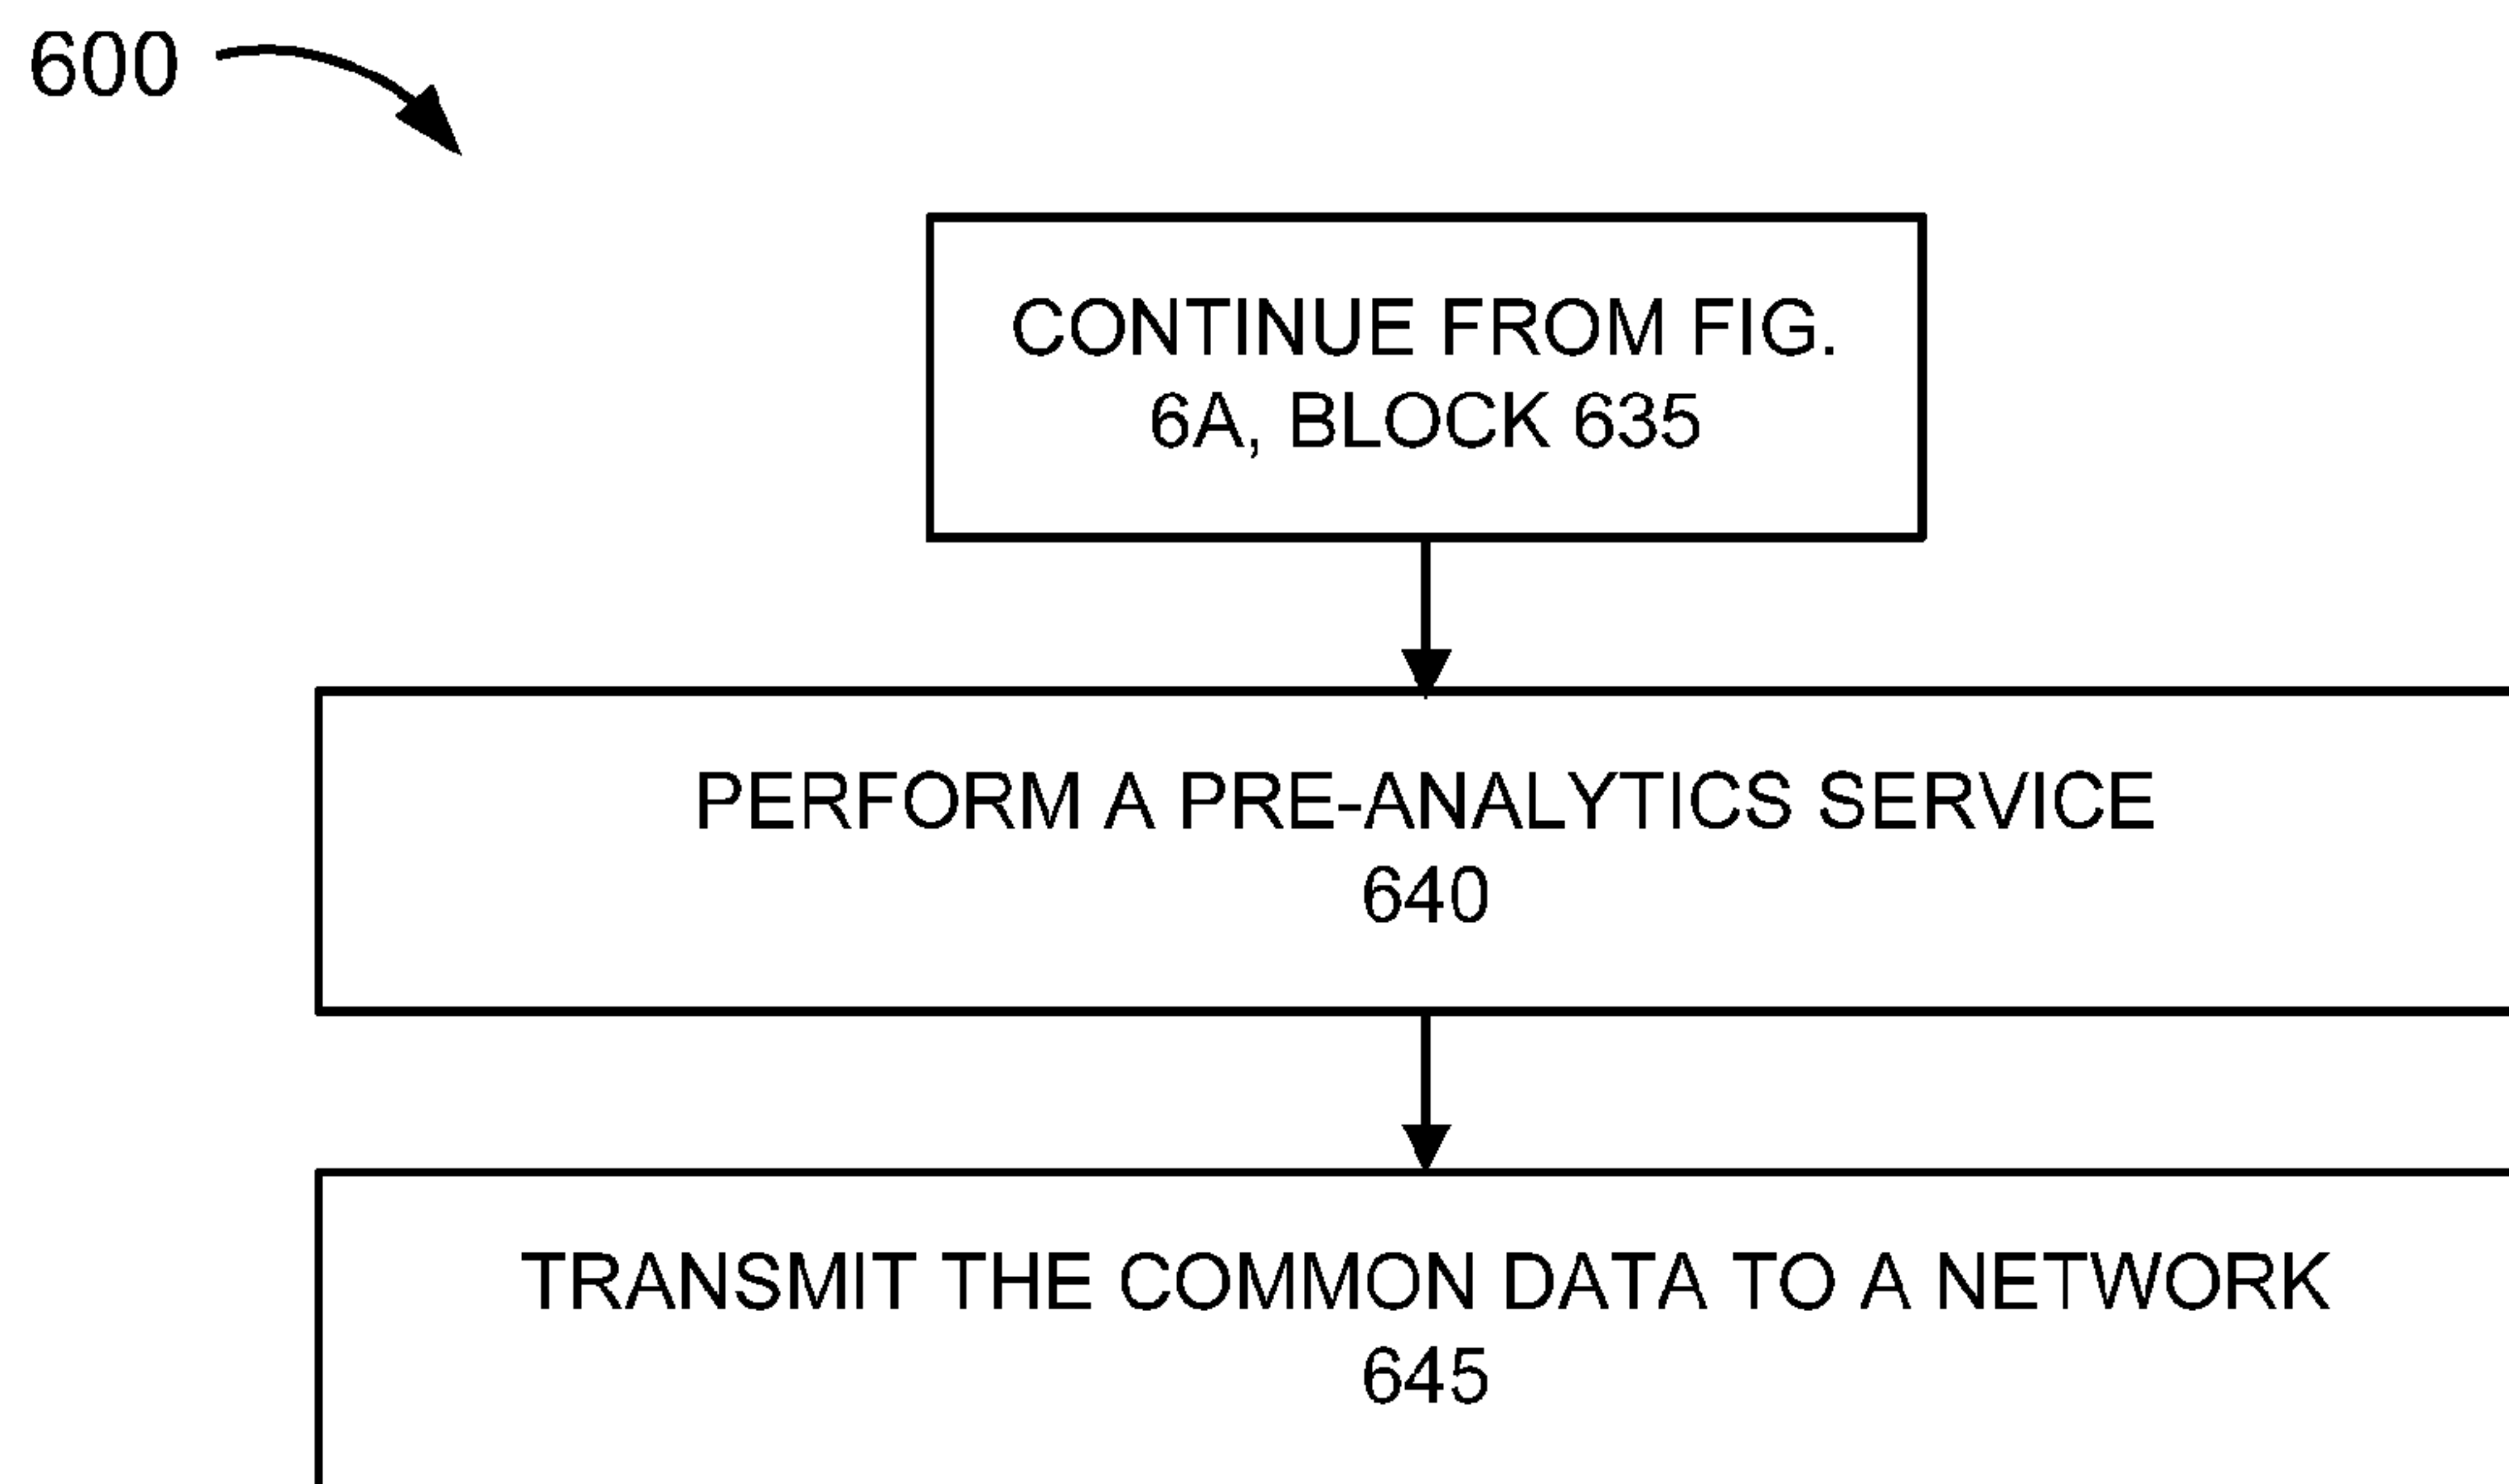 600
CONTINUE FROM FIG.
6A, BLOCK 635
PERFORM A PRE-ANALYTICS SERVICE
640
TRANSMIT THE COMMON DATA TO A NETWORK
645